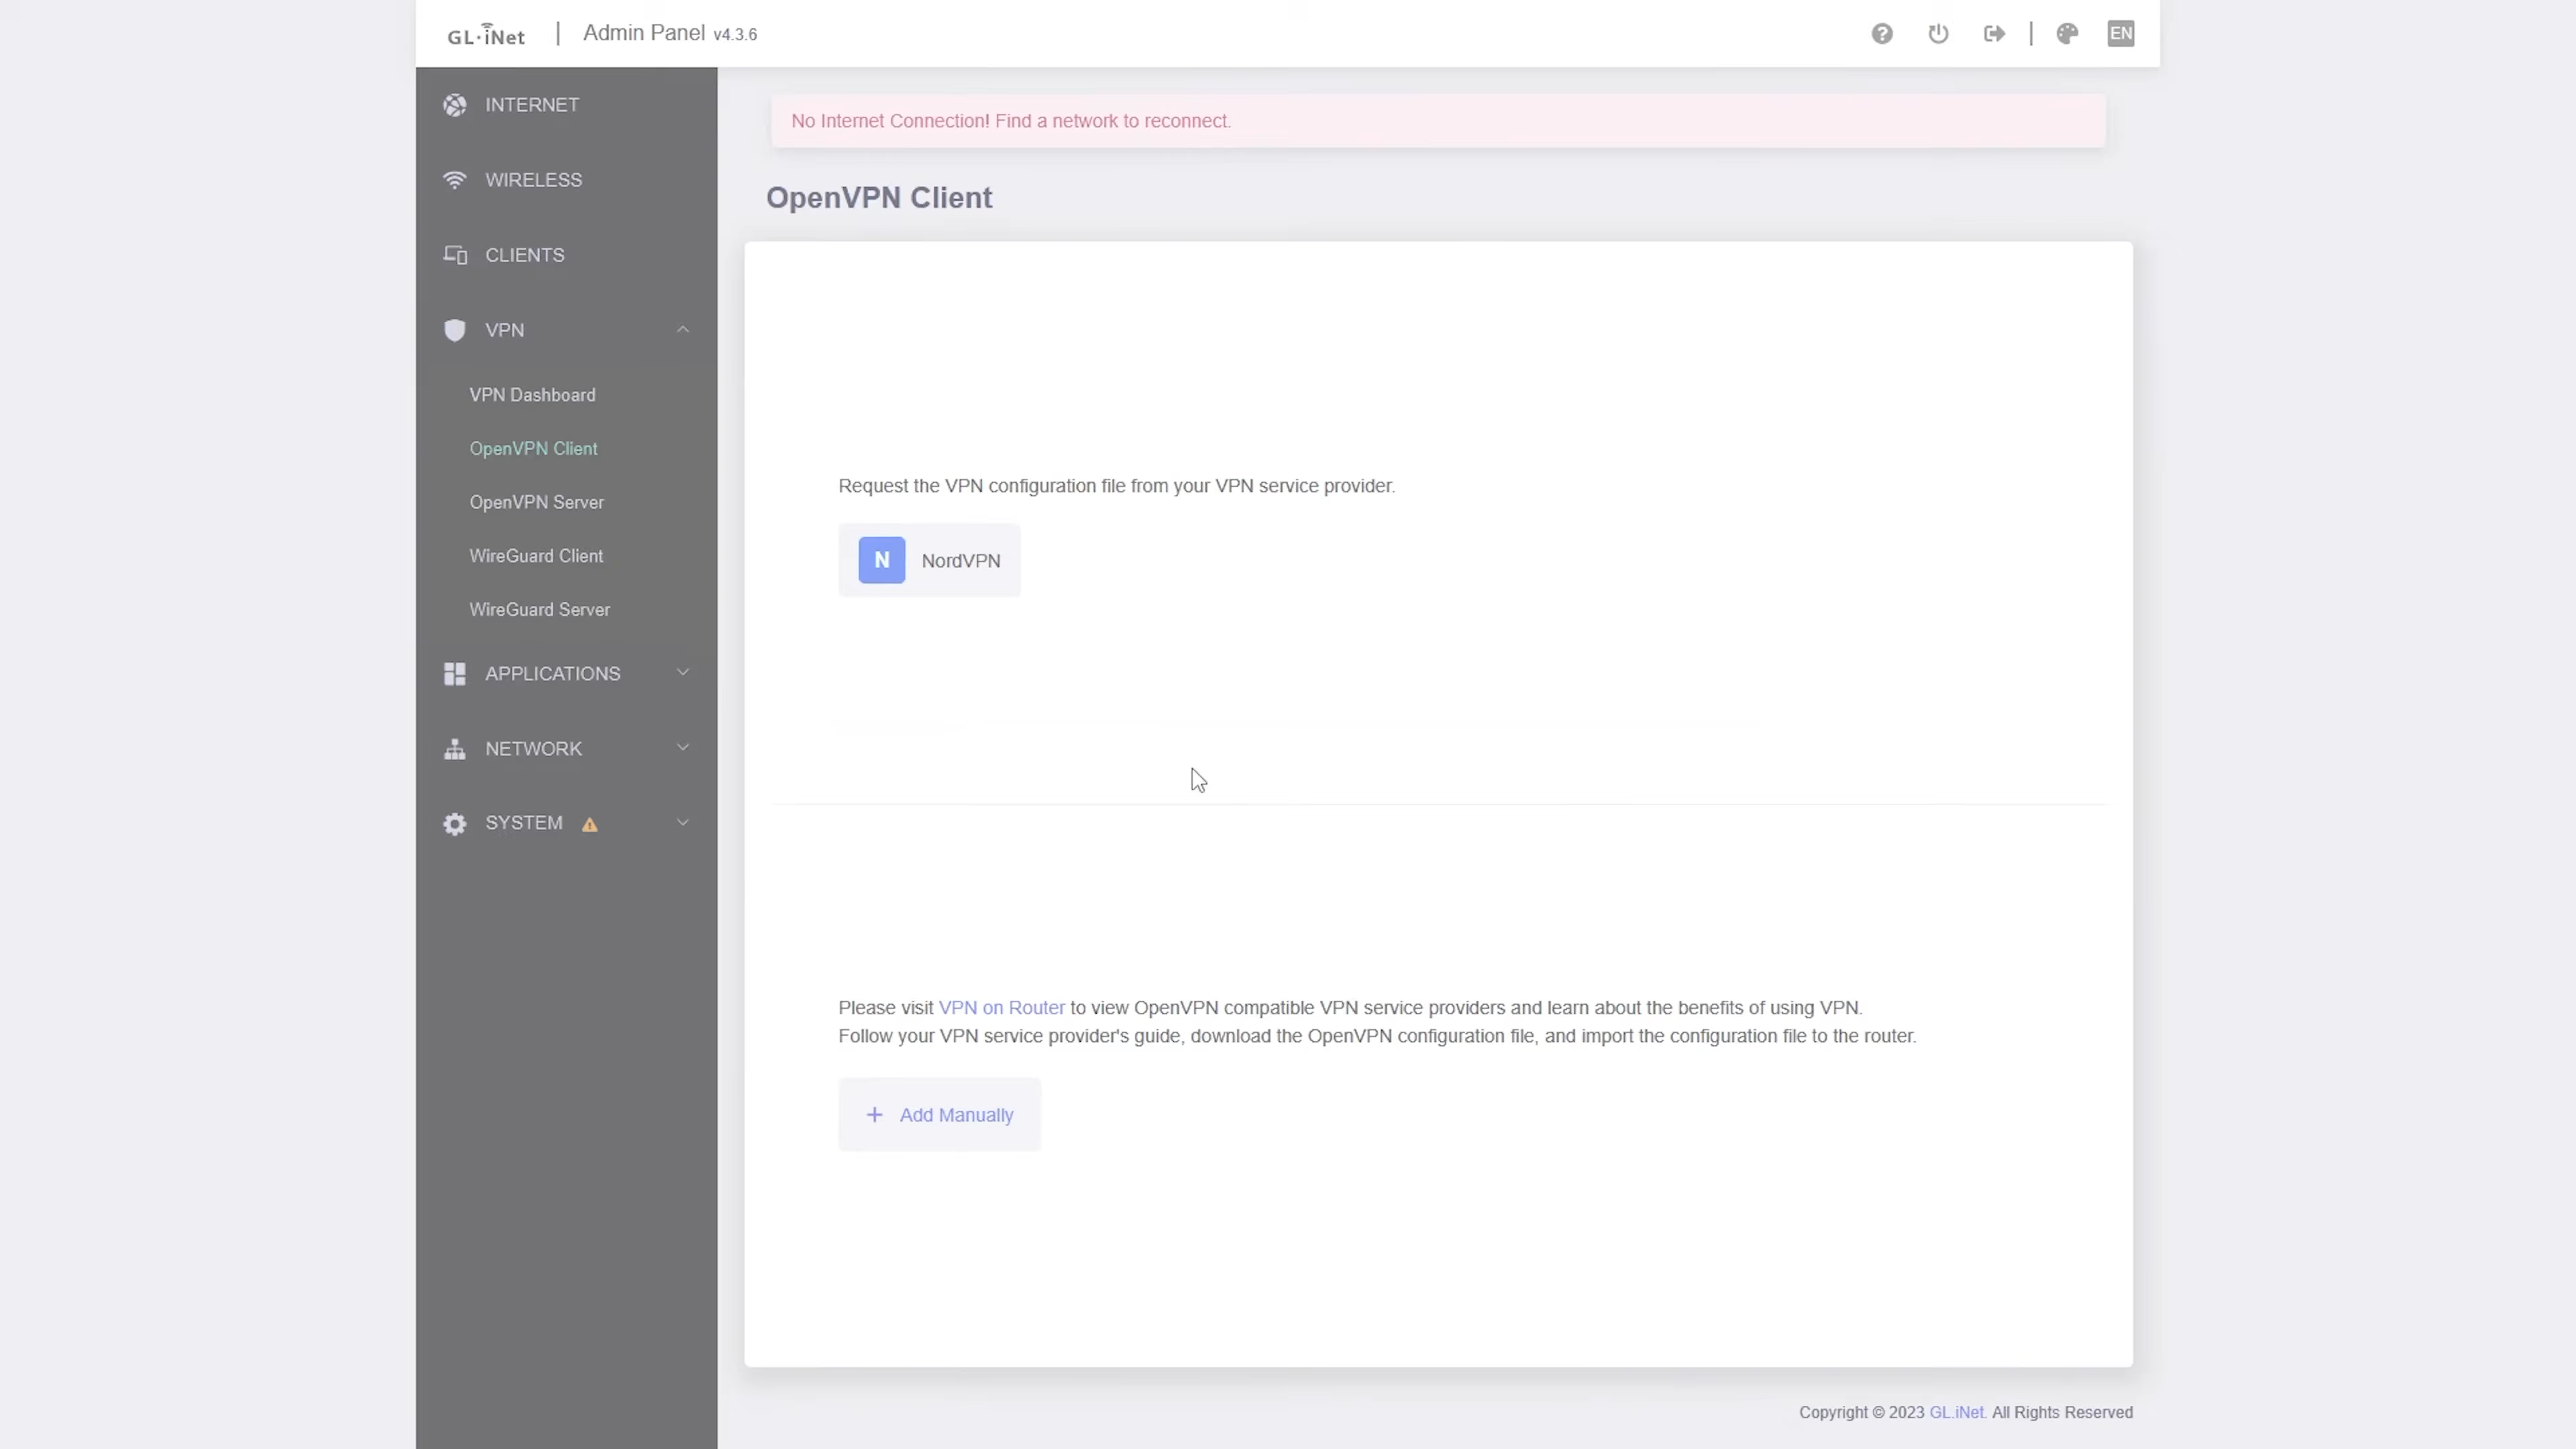 GL·iNet | Admin Panel v4.3.6
EN
INTERNET
WIRELESS
CLIENTS
VPN
VPN Dashboard
OpenVPN Client
OpenVPN Server
WireGuard Client
WireGuard Server
APPLICATIONS
NETWORK
SYSTEM
No Internet Connection! Find a network to reconnect.
OpenVPN Client
Request the VPN configuration file from your VPN service provider.
N NordVPN
Please visit VPN on Router to view OpenVPN compatible VPN service providers and learn about the benefits of using VPN.
Follow your VPN service provider's guide, download the OpenVPN configuration file, and import the configuration file to the router.
+ Add Manually
Copyright © 2023 GL.iNet. All Rights Reserved